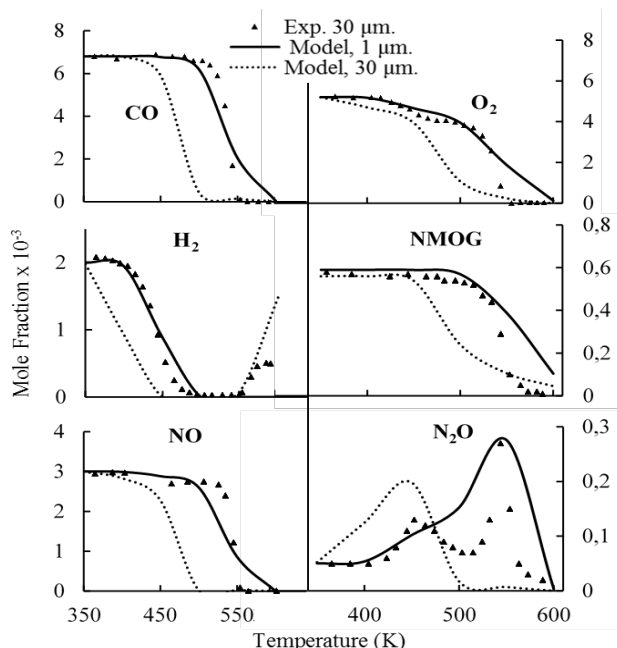 Exp. 30 μm.
Model, 1 μm.
Model, 30 μm.
8
6
4
2
0
CO
8
6
4
2
0
O2
2
1
0
H2
0,8
0,6
0,4
0,2
0
NMOG
4
3
2
1
0
NO
0,3
0,2
0,1
0
N2O
Mole Fraction x 10⁻³
350 450 550 400 500 600
Temperature (K)